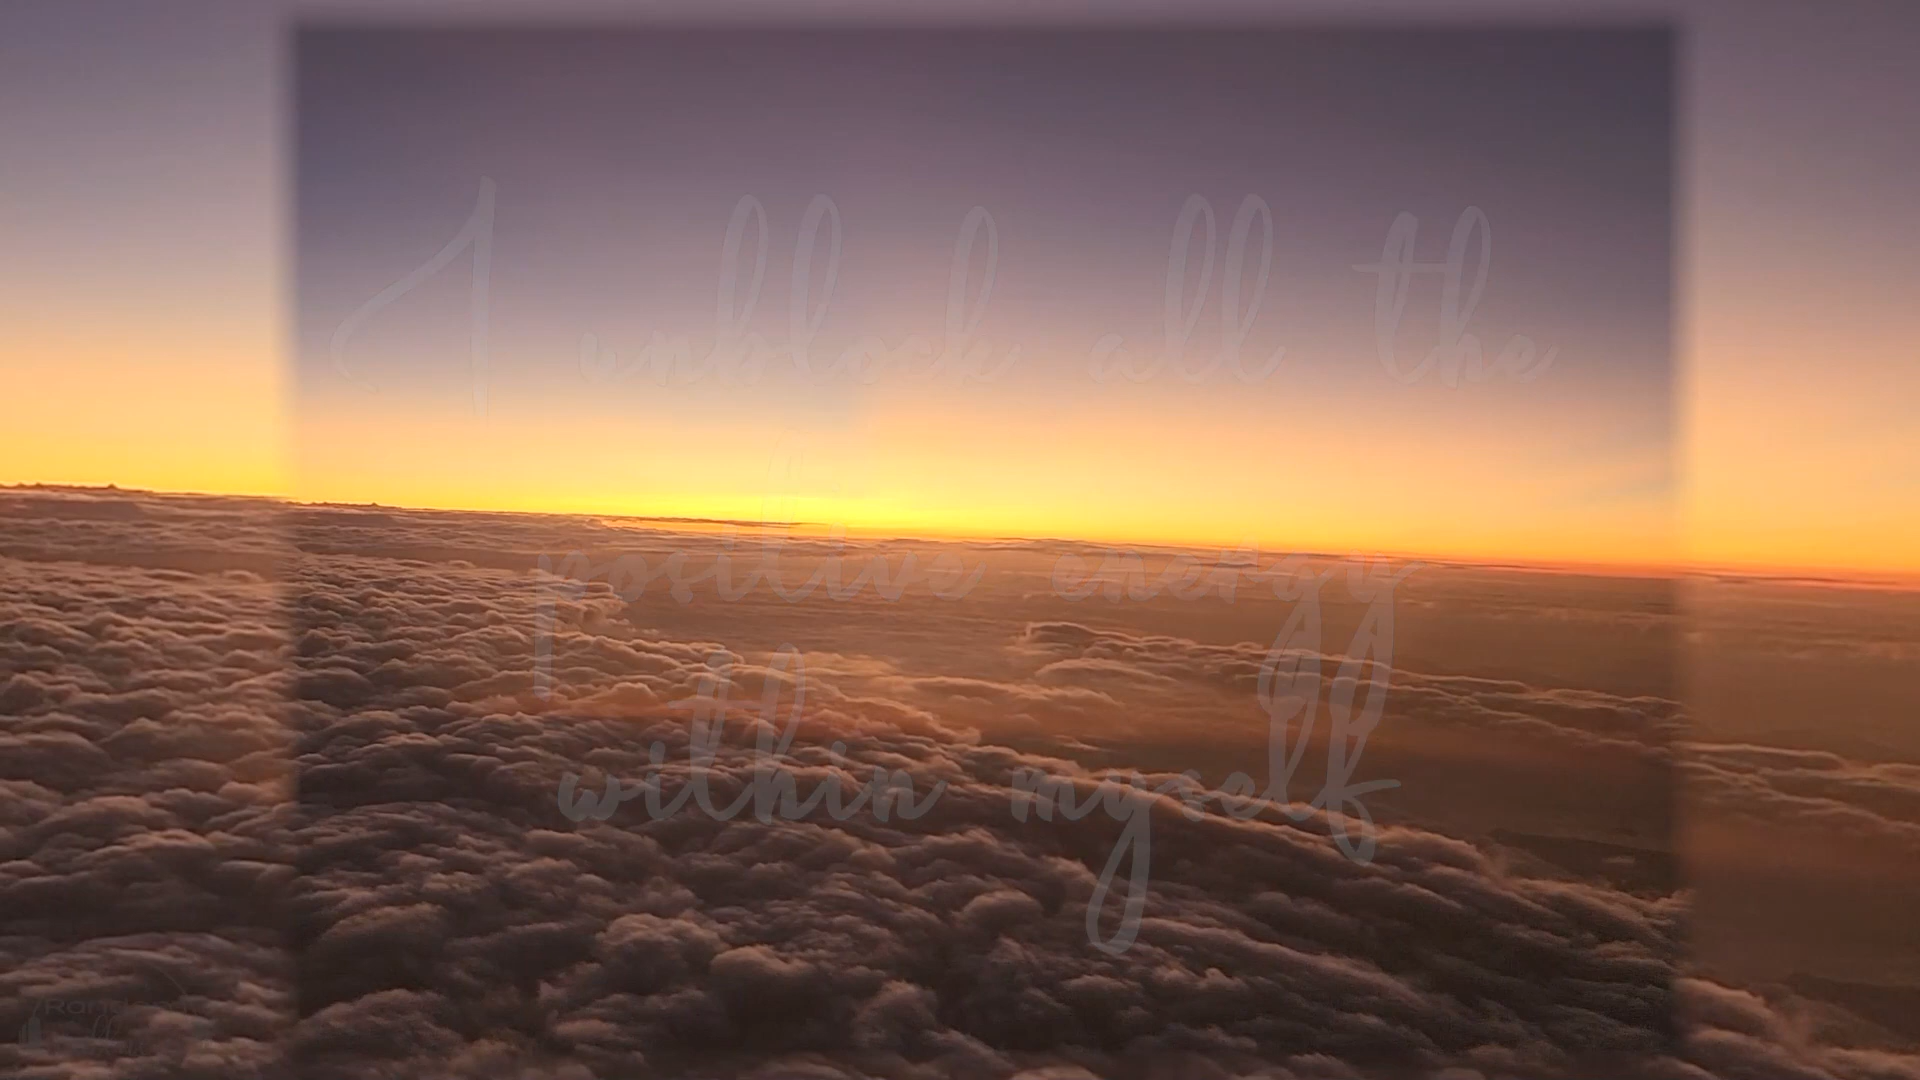 I unblock all the
positive energy
within myself